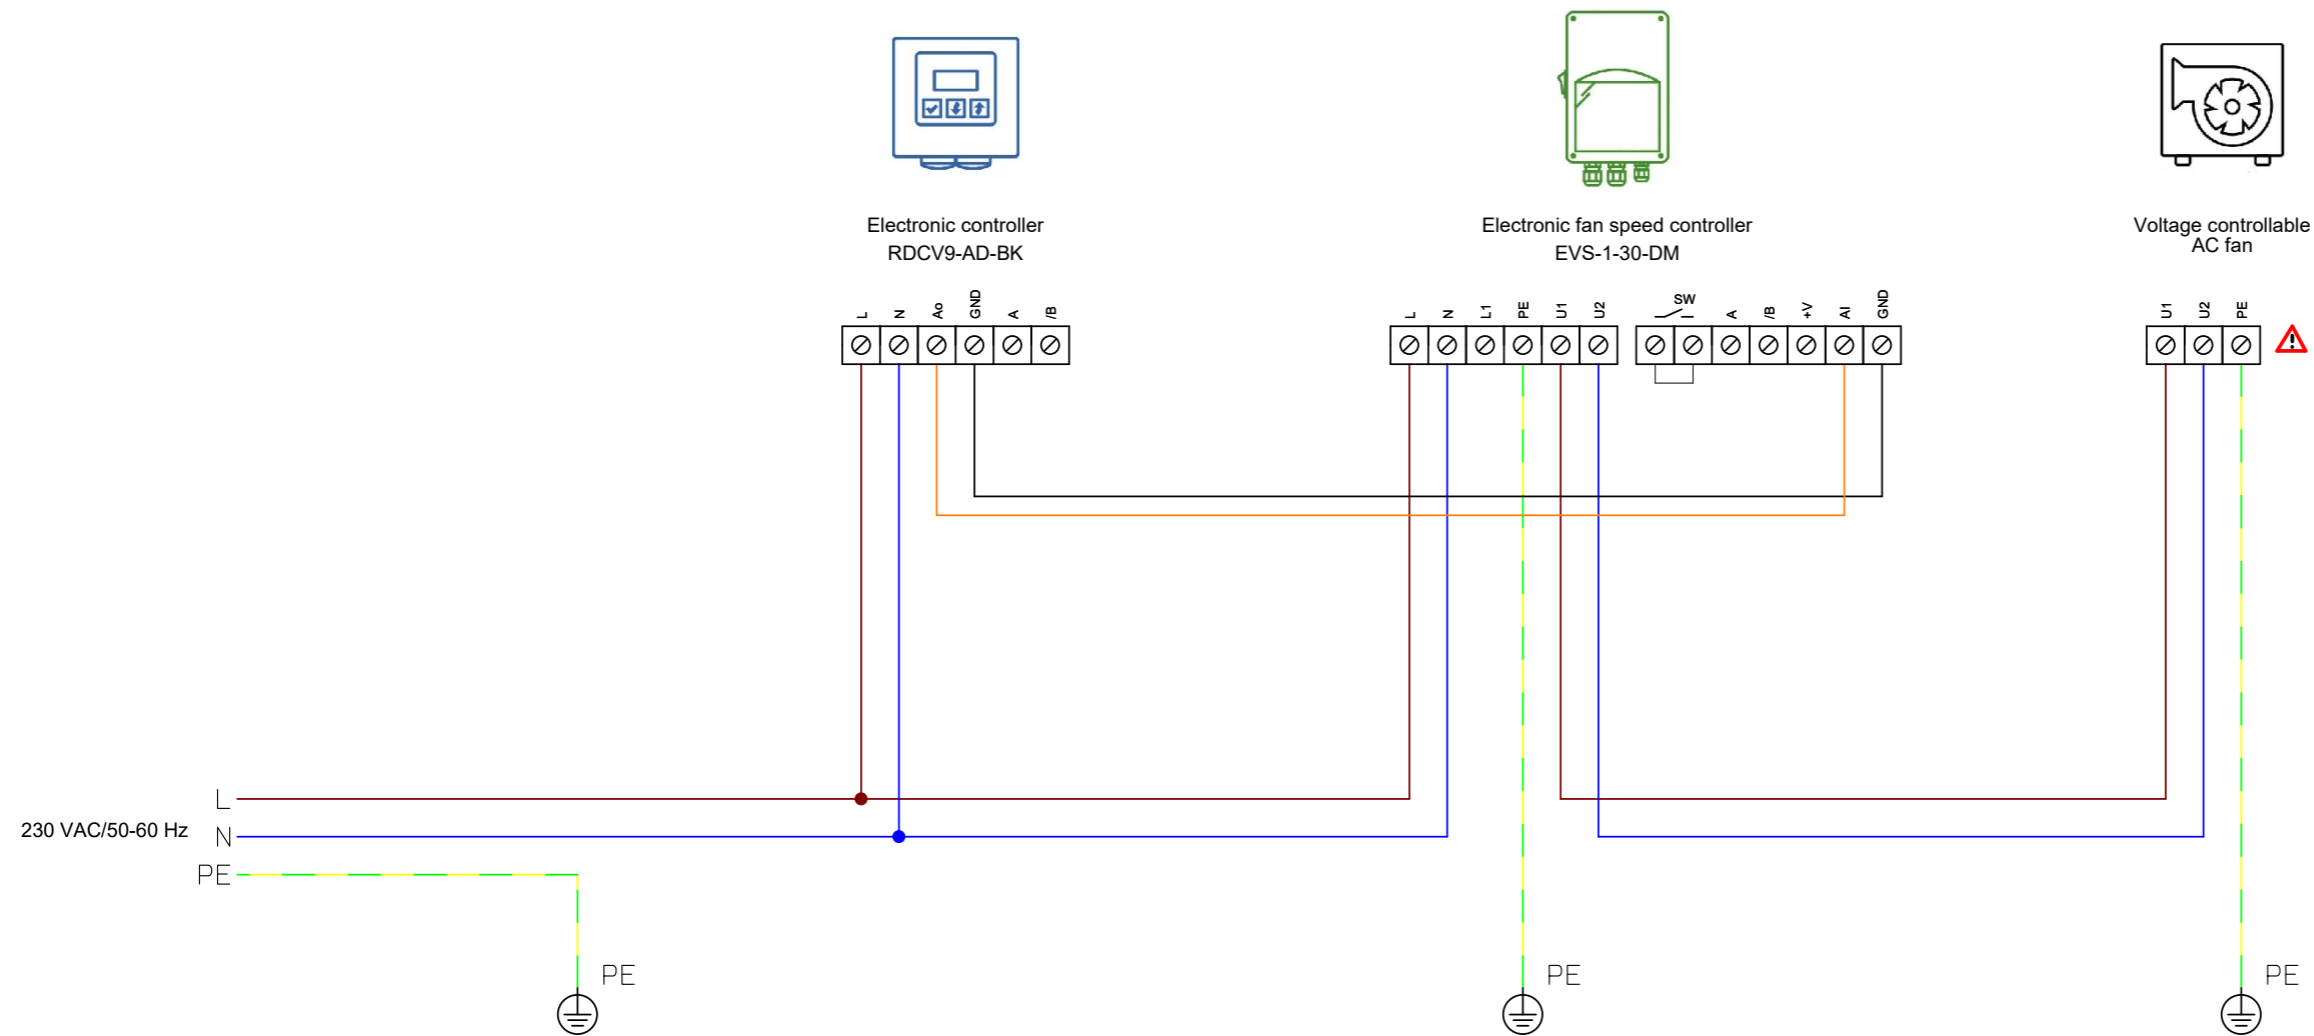 Electronic controller
RDCV9-AD-BK
Electronic fan speed controller
EVS-1-30-DM
Voltage controllable
AC fan
L
N
Ao
GND
A
/B
L
N
L1
PE
U1
U2
SW
A
/B
+V
AI
GND
U1
U2
PE
L
230 VAC/50-60 Hz
N
PE
PE
PE
PE